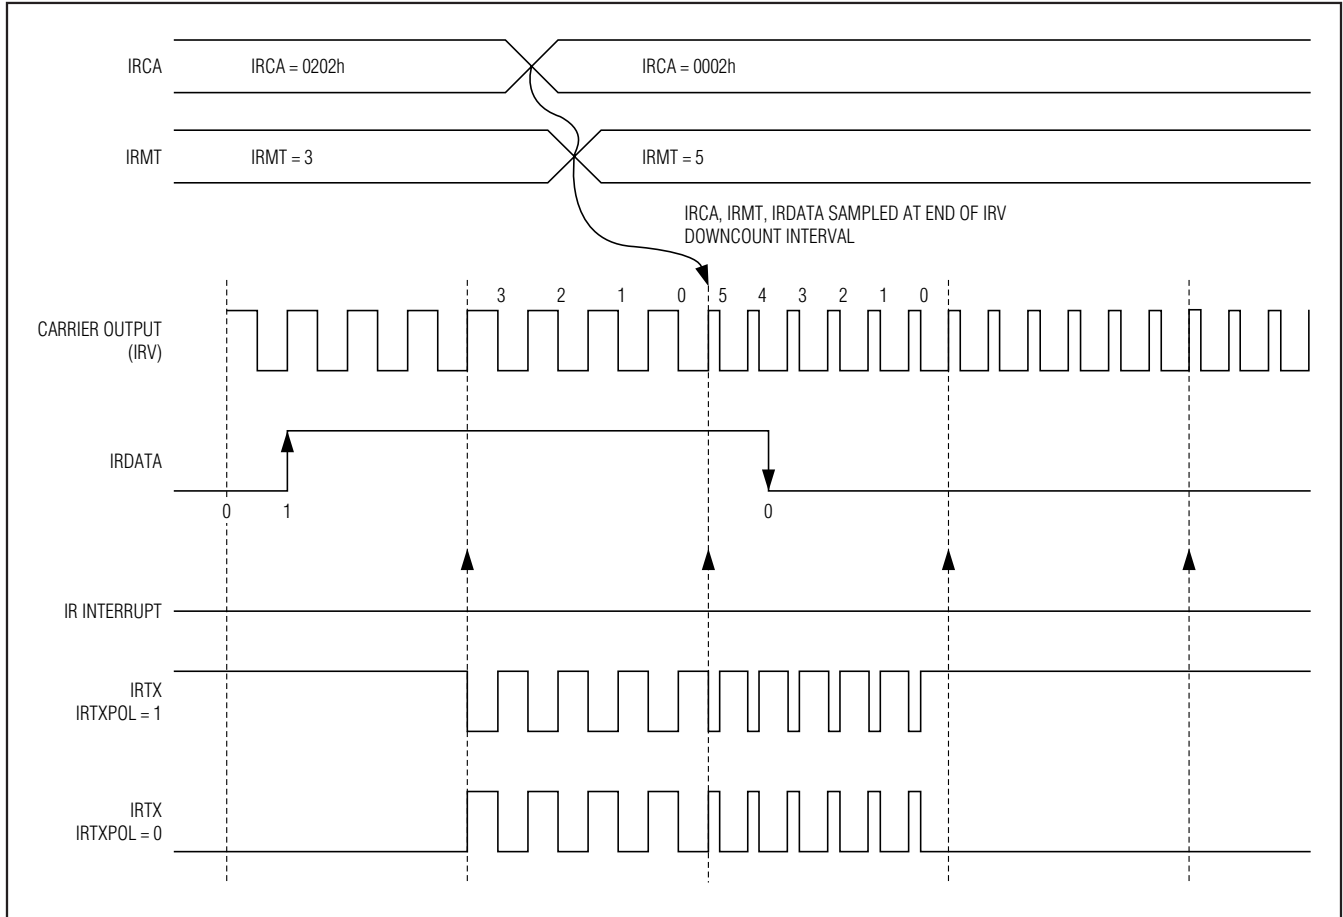 IRCA
IRCA = 0202h
IRCA = 0002h
IRMT
IRMT = 3
IRMT = 5
IRCA, IRMT, IRDATA SAMPLED AT END OF IRV
DOWNCOUNT INTERVAL
3 2 1 0 5 4 3 2 1 0
CARRIER OUTPUT
(IRV)
IRDATA
0 1 0
IR INTERRUPT
IRTX
IRTXPOL = 1
IRTX
IRTXPOL = 0